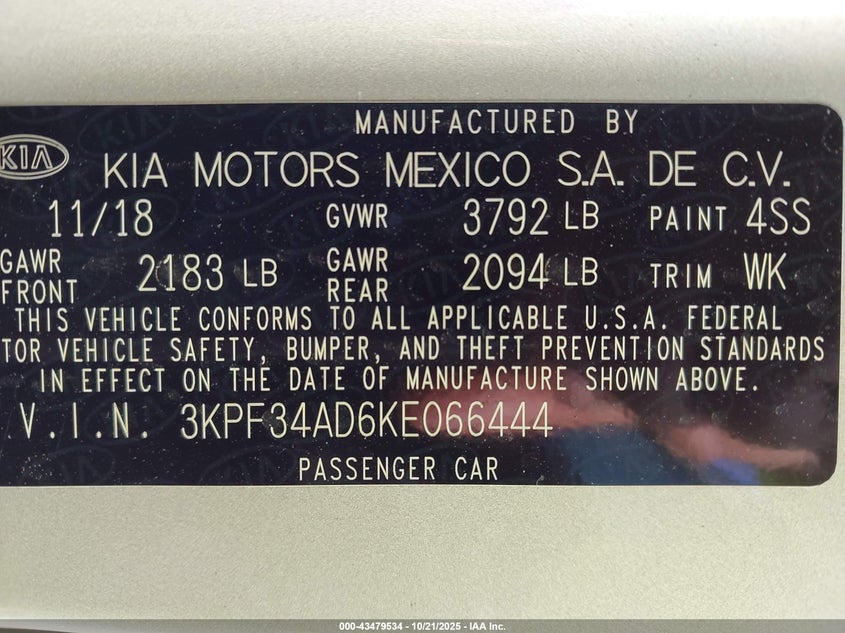 MANUFACTURED BY
KIA KIA MOTORS MEXICO S.A. DE C.V.
11/18 GVWR 3792 LB PAINT 4SS
GAWR FRONT 2183 LB GAWR REAR 2094 LB TRIM WK
THIS VEHICLE CONFORMS TO ALL APPLICABLE U.S.A. FEDERAL
TOR VEHICLE SAFETY, BUMPER, AND THEFT PREVENTION STANDARDS
IN EFFECT ON THE DATE OF MANUFACTURE SHOWN ABOVE.
V.I.N. 3KPF34AD6KE066444
PASSENGER CAR
000-43479534 - 10/21/2025 - IAA Inc.